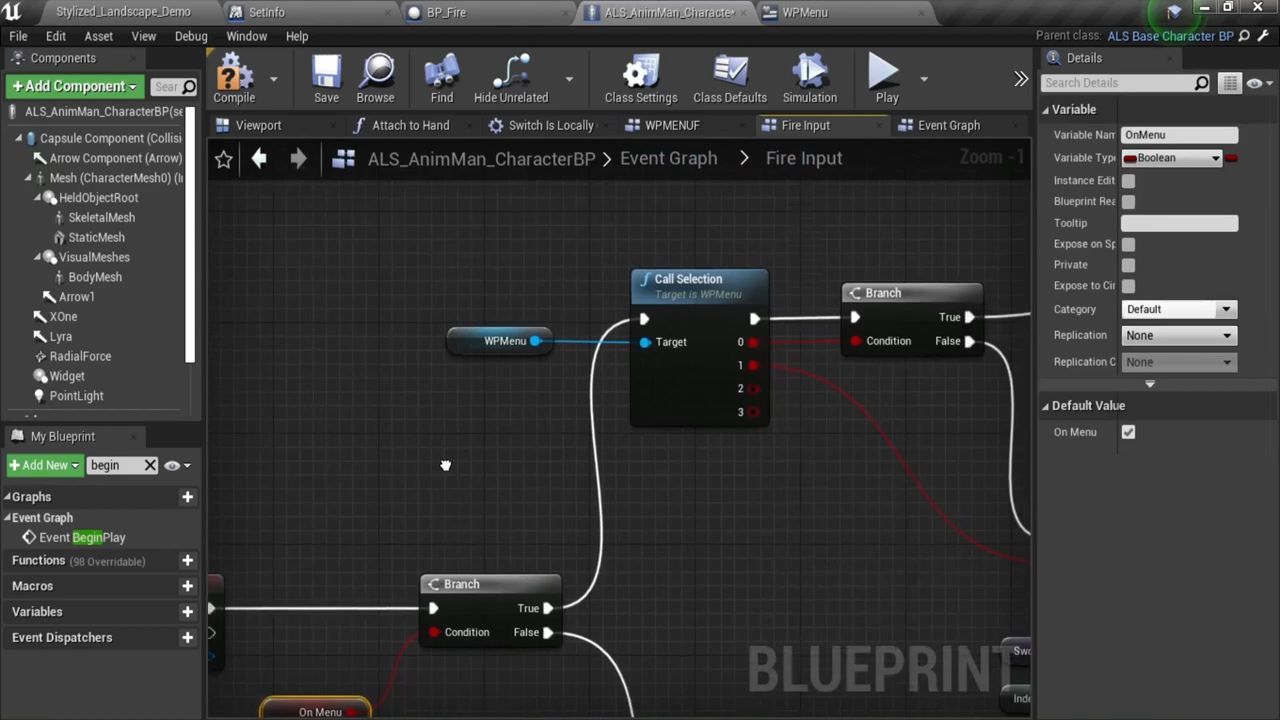 Stylized_Landscape_Demo
SetInfo
BP_Fire
ALS_AnimMan_Characte
WPMenu
File
Edit
Asset
View
Debug
Window
Help
Parent class:
ALS Base Character BP
Components
Add Component
Sear
ALS_AnimMan_CharacterBP(se
Capsule Component (Collisi
Arrow Component (Arrow)
Mesh (CharacterMesh0) (I
HeldObjectRoot
SkeletalMesh
StaticMesh
VisualMeshes
BodyMesh
Arrow1
XOne
Lyra
RadialForce
Widget
PointLight
Compile
Save
Browse
Find
Hide Unrelated
Class Settings
Class Defaults
Simulation
Play
Viewport
Attach to Hand
Switch Is Locally
WPMENUF
Fire Input
Event Graph
ALS_AnimMan_CharacterBP
Event Graph
Fire Input
Zoom -1
Call Selection
Target is WPMenu
Target
0
1
2
3
WPMenu
Branch
True
Condition
False
Branch
True
Condition
False
On Menu
BLUEPRINT
My Blueprint
Add New
begin
Graphs
Event Graph
Event BeginPlay
Functions (98 Overridable)
Macros
Variables
Event Dispatchers
Details
Search Details
Variable
Variable Nam
OnMenu
Variable Type
Boolean
Instance Edit
Blueprint Rea
Tooltip
Expose on Sp
Private
Expose to Cin
Category
Default
Replication
None
Replication C
None
Default Value
On Menu